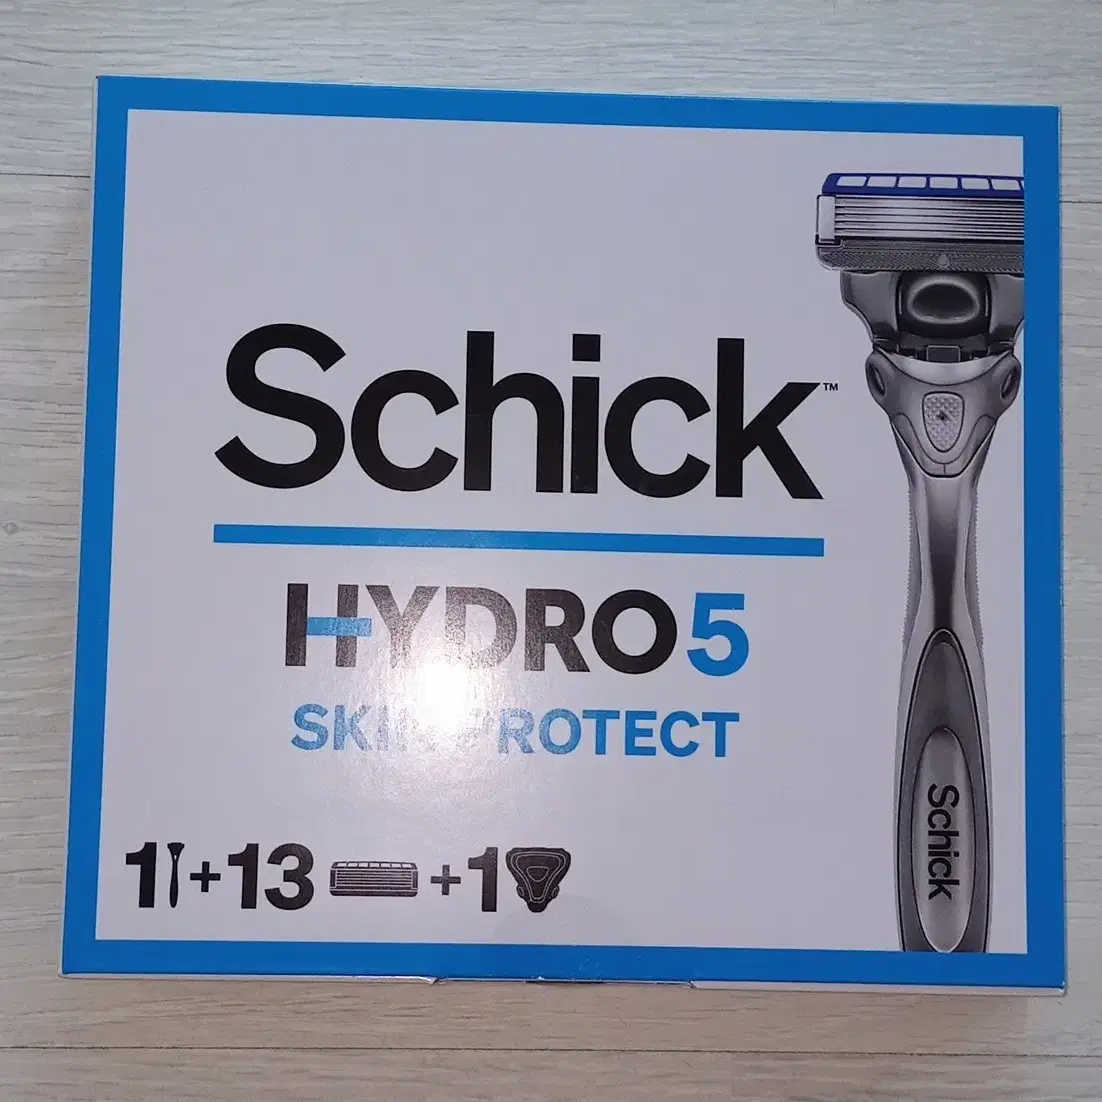 Schick™
HYDRO5
SKIN PROTECT
1+13+1
Schick